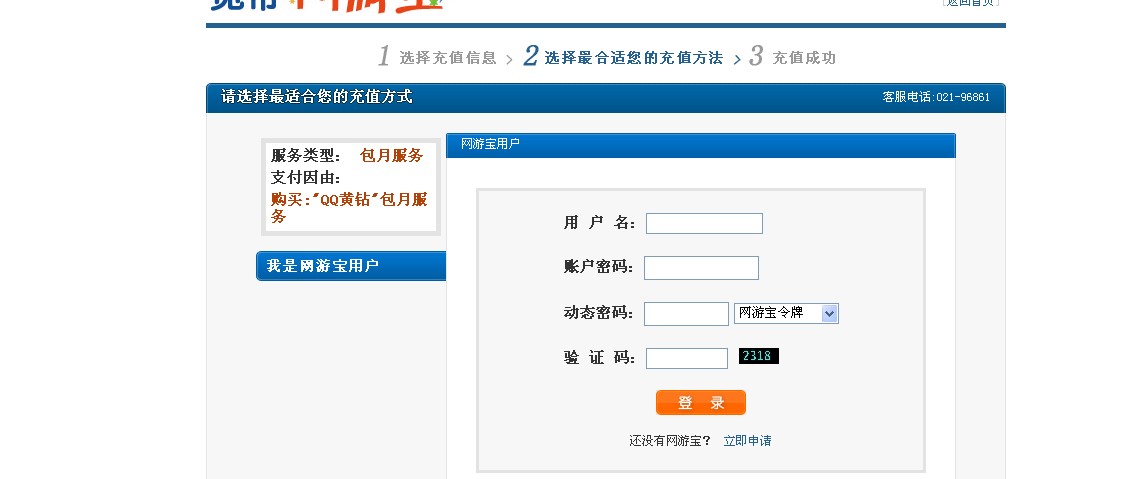 [返回首页]
1 选择充值信息 > 2 选择最合适您的充值方法 > 3 充值成功
请选择最适合您的充值方式
客服电话:021-96861
服务类型： 包月服务
支付因由：
购买:"QQ黄钻"包月服
务
我是网游宝用户
网游宝用户
用 户 名：
账户密码：
动态密码： 网游宝令牌
验 证 码： 2318
登 录
还没有网游宝？ 立即申请